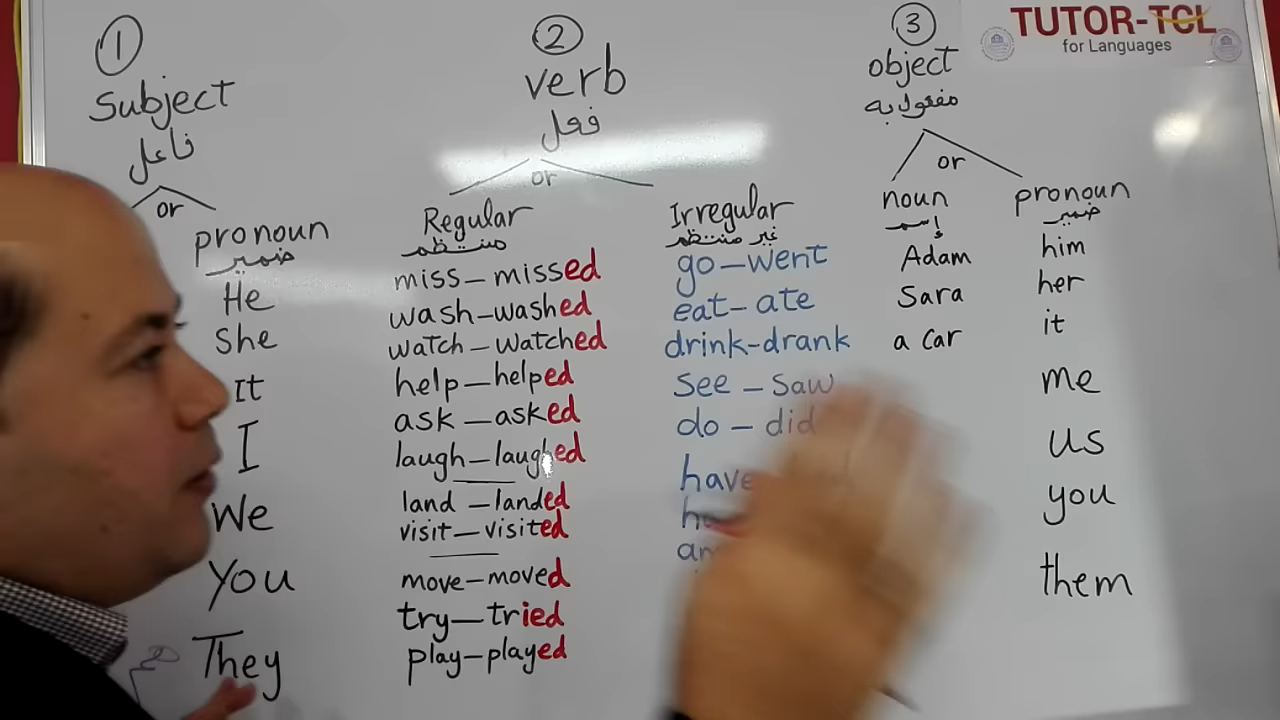 1
Subject
فاعل
or
pronoun
ضمير
He
She
It
I
We
You
They
2
verb
فعل
or
Regular
منتظم
miss–missed
wash–washed
watch–watched
help–helped
ask–asked
laugh–laughed
land–landed
visit–visited
move–moved
try–tried
play–played
Irregular
غير منتظم
go–went
eat–ate
drink-drank
see–saw
do–did
have
3
object
مفعول به
or
noun
إسم
Adam
Sara
a car
pronoun
ضمير
him
her
it
me
us
you
them
TUTOR-TCL
for Languages